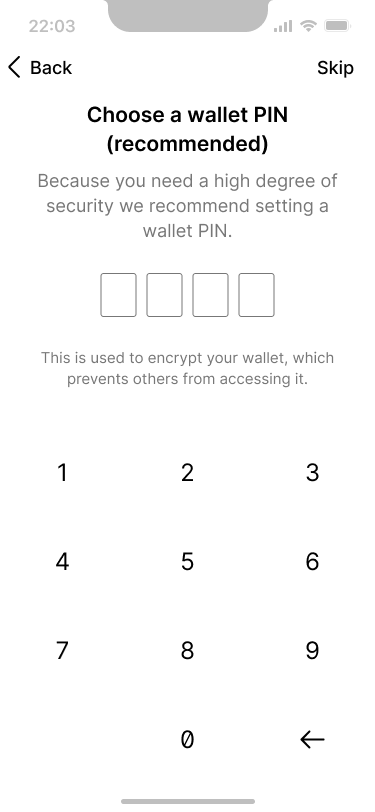 22:03
Back
Skip
Choose a wallet PIN
(recommended)
Because you need a high degree of
security we recommend setting a
wallet PIN.
This is used to encrypt your wallet, which
prevents others from accessing it.
1 2 3
4 5 6
7 8 9
0